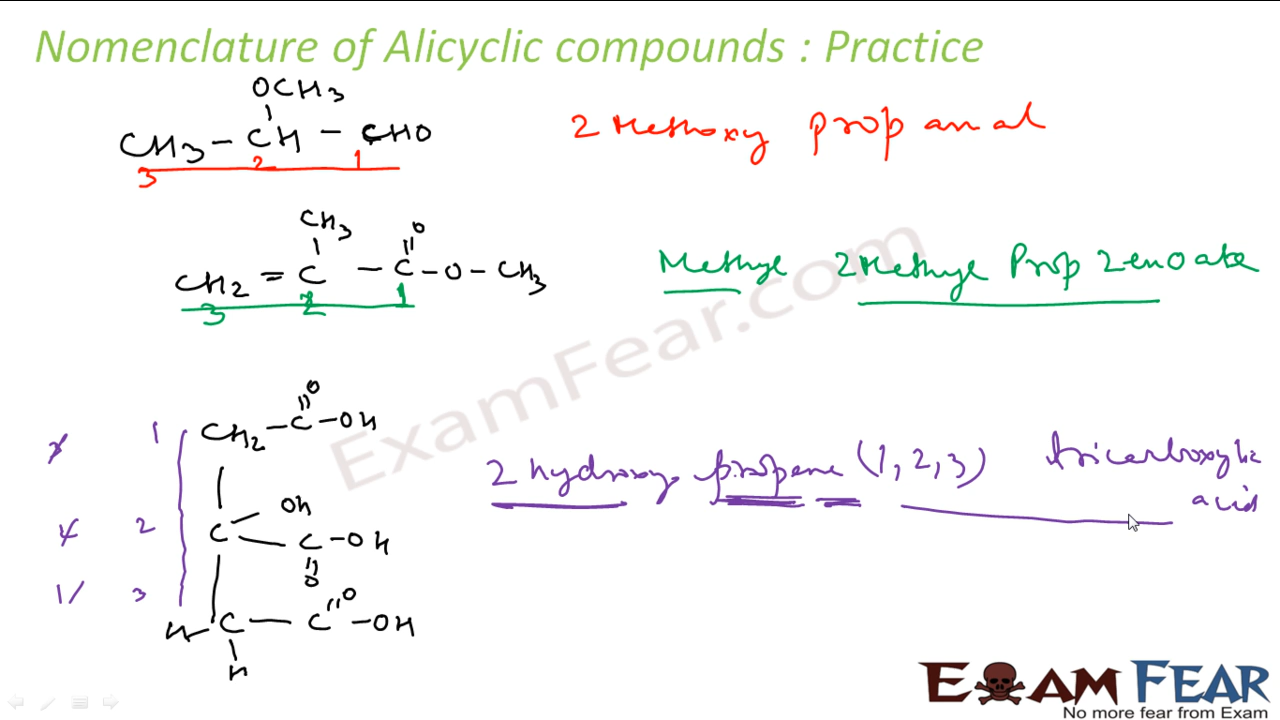 Nomenclature of Alicyclic compounds : Practice
OCH3
CH3 - CH - CHO
3 2 1
2 Methoxy propanal
CH3
O
CH2 = C - C - O - CH3
3 2 1
Methyl 2 Methyl Prop 2 enoate
O
1 CH2 - C - OH
2 hydroxy propane (1, 2, 3) tricarboxylic
acid
OH
2 C - C - OH
O
O
3 H - C - C - OH
H
ExamFear.com
EXAM FEAR
No more fear from Exam